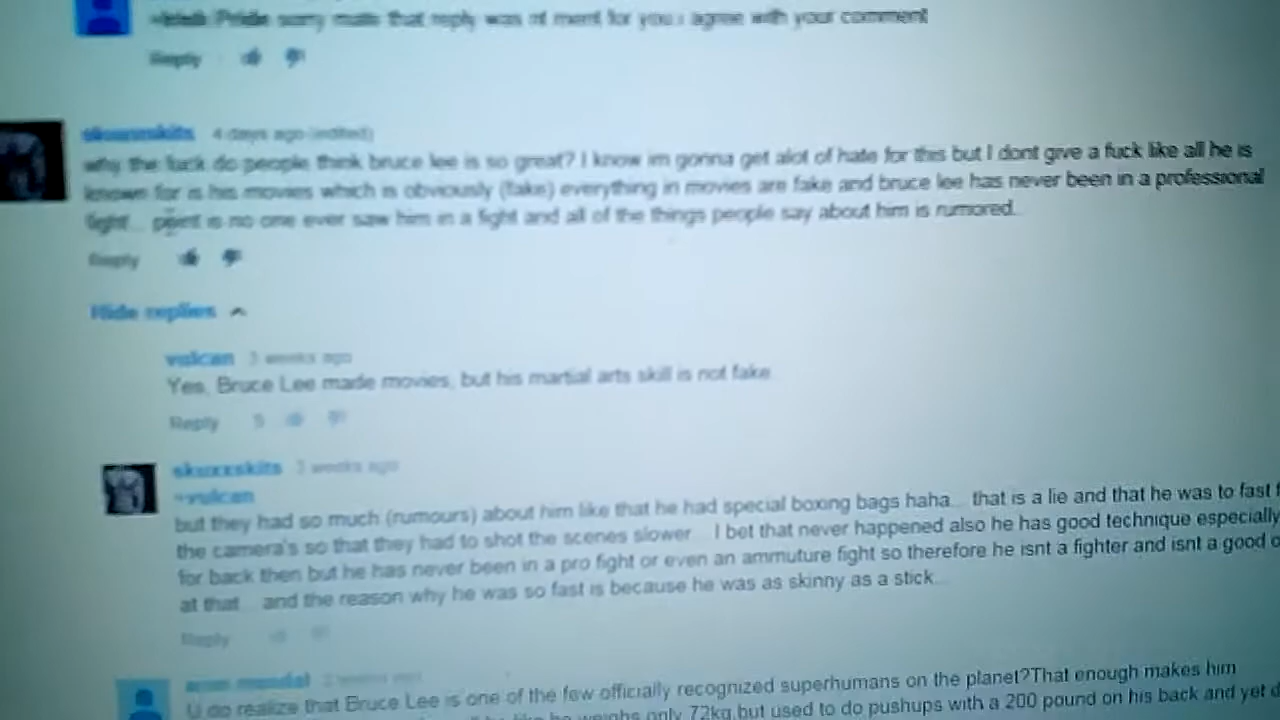 sorry mate that reply was nt ment for you i agree with your comment
Reply
skuxxskits 4 days ago (edited)
why the fuck do people think bruce lee is so great? I know im gonna get alot of hate for this but I dont give a fuck like all he is
known for is his movies which is obviously (fake) everything in movies are fake and bruce lee has never been in a professional
fight... point is no one ever saw him in a fight and all of the things people say about him is rumored.
Reply
Hide replies
vulcan 3 weeks ago
Yes, Bruce Lee made movies, but his martial arts skill is not fake.
Reply
skuxxskits 3 weeks ago
+vulcan
but they had so much (rumours) about him like that he had special boxing bags haha... that is a lie and that he was to fast
the camera's so that they had to shot the scenes slower... I bet that never happened also he has good technique especially
for back then but he has never been in a pro fight or even an ammuture fight so therefore he isnt a fighter and isnt a good
at that... and the reason why he was so fast is because he was as skinny as a stick...
Reply
U do realize that Bruce Lee is one of the few officially recognized superhumans on the planet?That enough makes him
he weighs only 72kg,but used to do pushups with a 200 pound on his back and yet